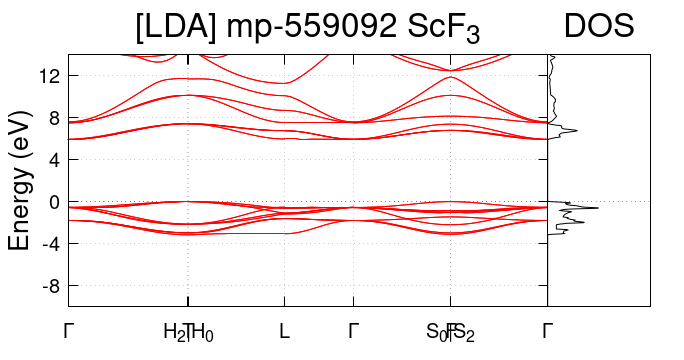 [LDA] mp-559092 ScF3 DOS
Energy (eV)
12
8
4
0
-4
-8
Γ H2 T H0 L Γ S0 F S2 Γ